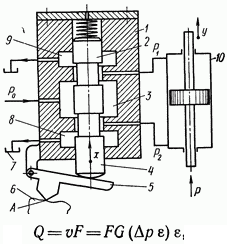 9
1
2
P₁
y
10
P₀
3
8
x
P₂
7
4
5
6
A
P
Q = vF = FG (Δp ε) ε₁